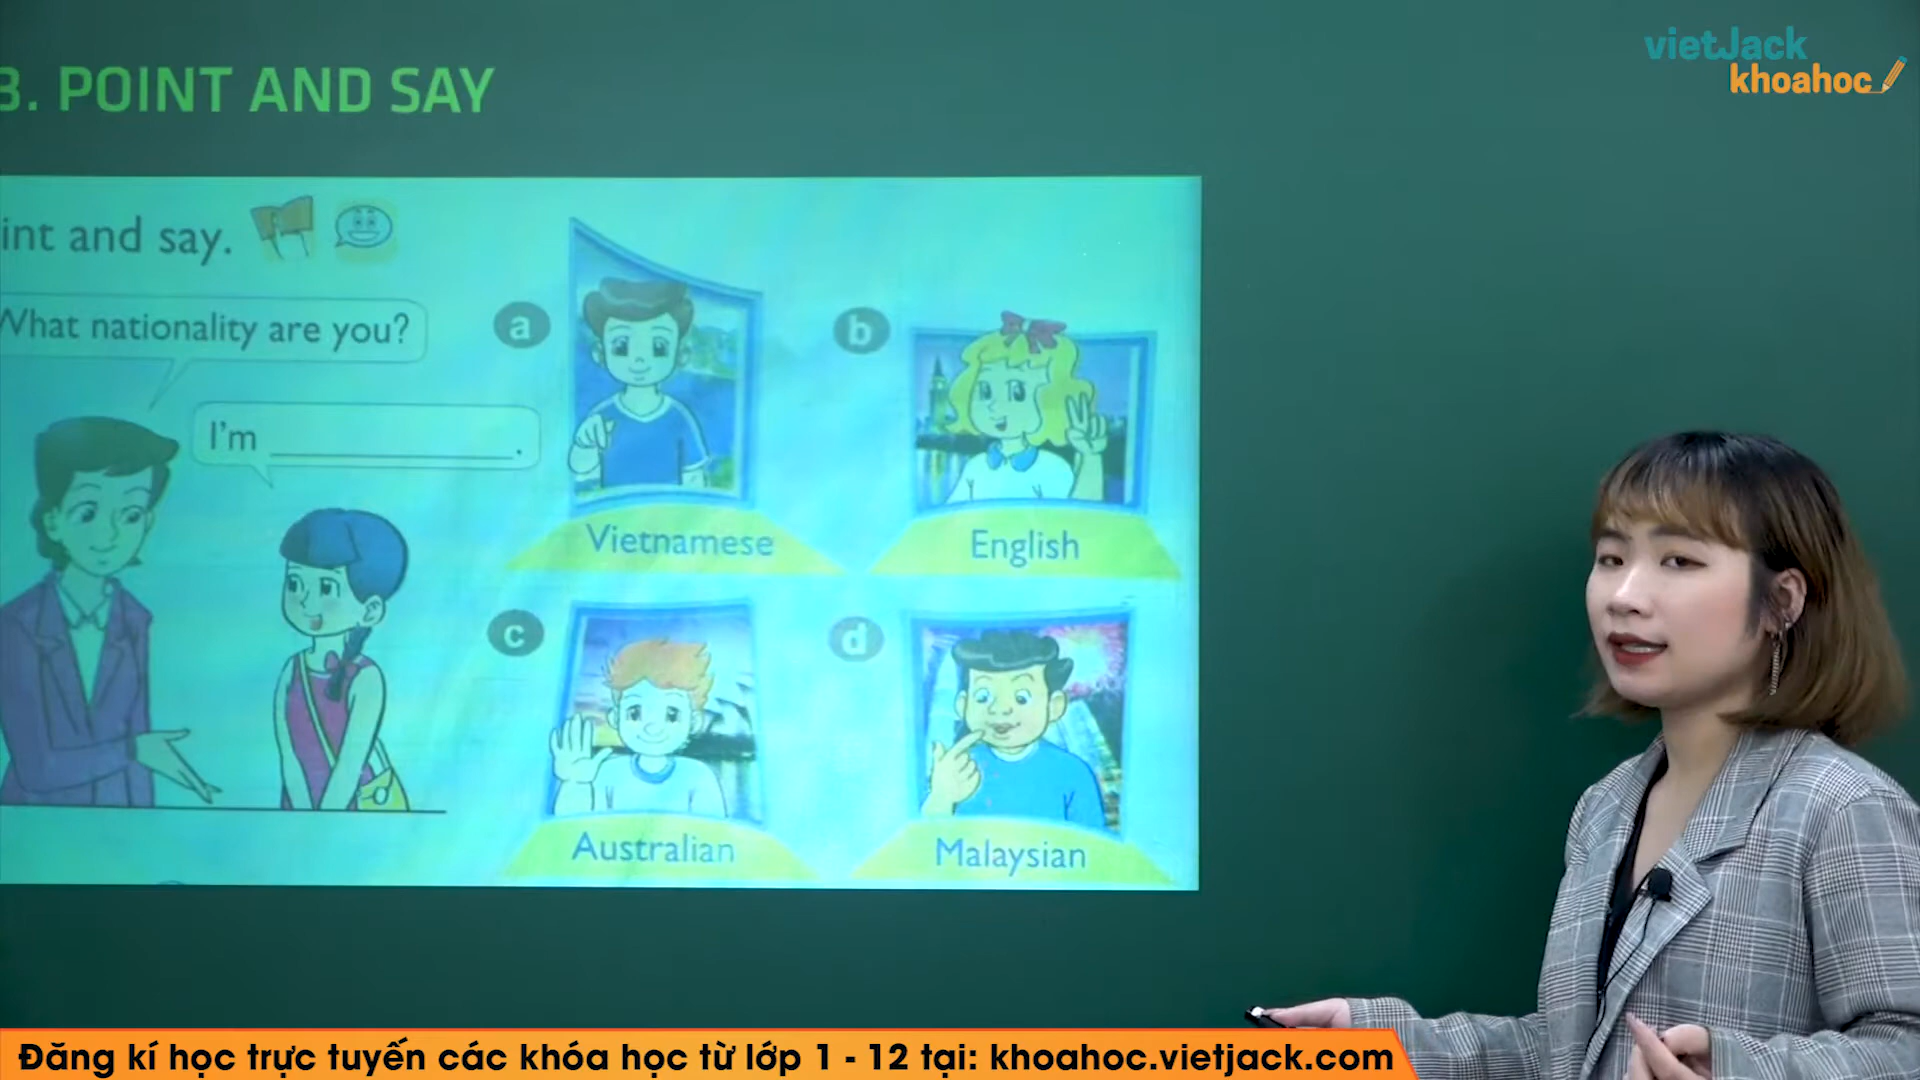 vietJack
khoahoc
3. POINT AND SAY
int and say.
What nationality are you?
I'm ____________.
a
b
Vietnamese
English
c
d
Australian
Malaysian
Đăng kí học trực tuyến các khóa học từ lớp 1 - 12 tại: khoahoc.vietjack.com